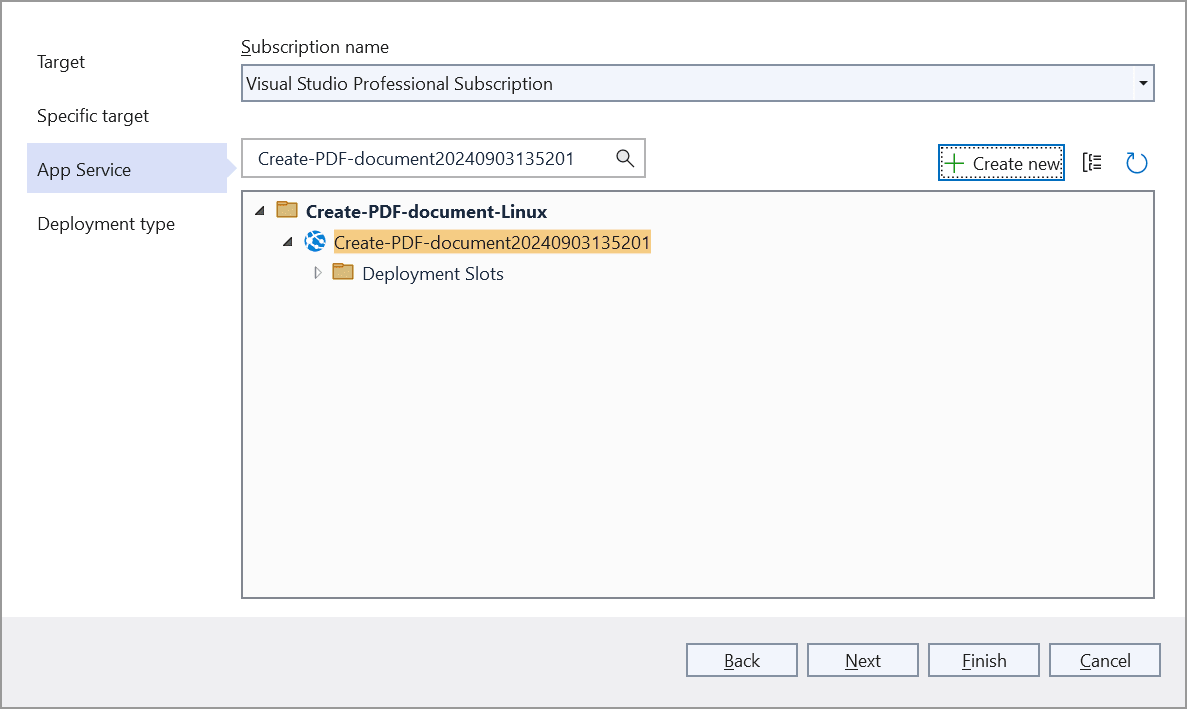 Target
Specific target
App Service
Deployment type
Subscription name
Visual Studio Professional Subscription
Create-PDF-document20240903135201
Create new
Create-PDF-document-Linux
Create-PDF-document20240903135201
Deployment Slots
Back
Next
Finish
Cancel